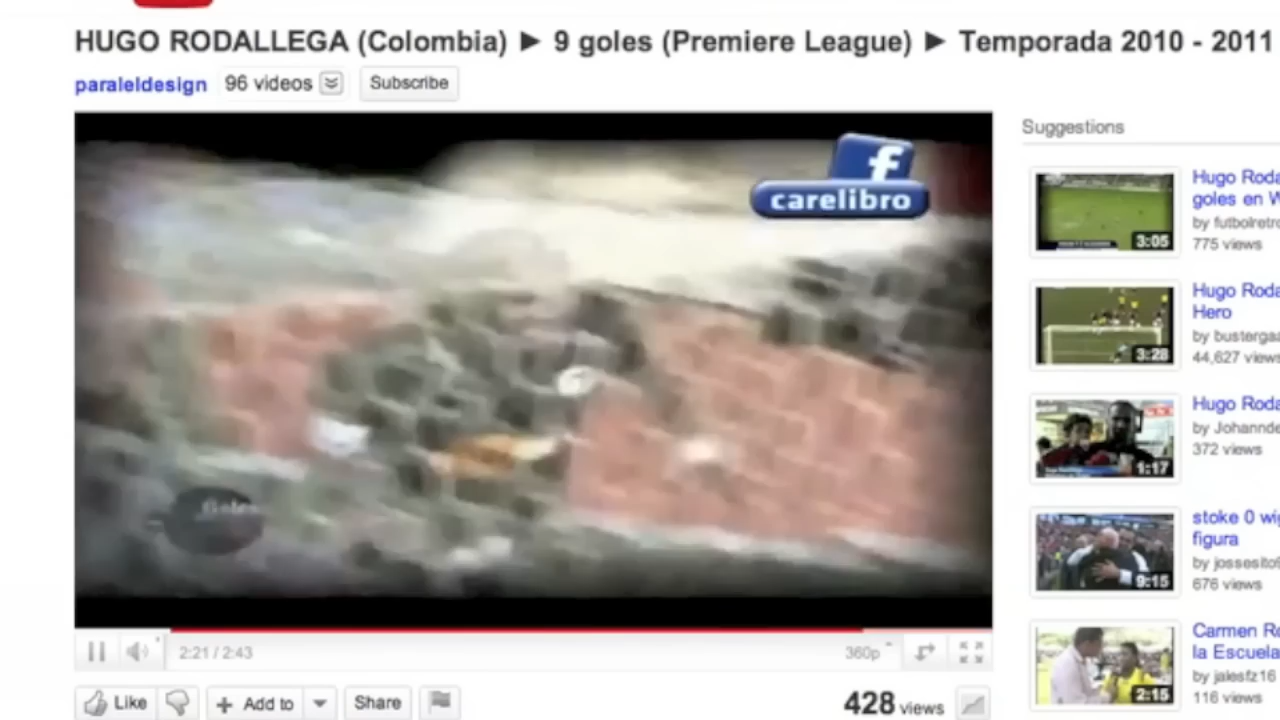 HUGO RODALLEGA (Colombia) ► 9 goles (Premiere League) ► Temporada 2010 - 2011
paraleldesign 96 videos Subscribe
f
carelibro
Goles
2:21 / 2:43 360p
Like Add to Share 428 views
Suggestions
Hugo Roda
goles en W
by futbolretro
775 views
3:05
Hugo Roda
Hero
by busterga
44,627 views
3:28
Hugo Roda
by Johannde
372 views
1:17
stoke 0 wig
figura
by jossesito
676 views
9:15
Carmen Ro
la Escuela
by jalesfz16
116 views
2:15